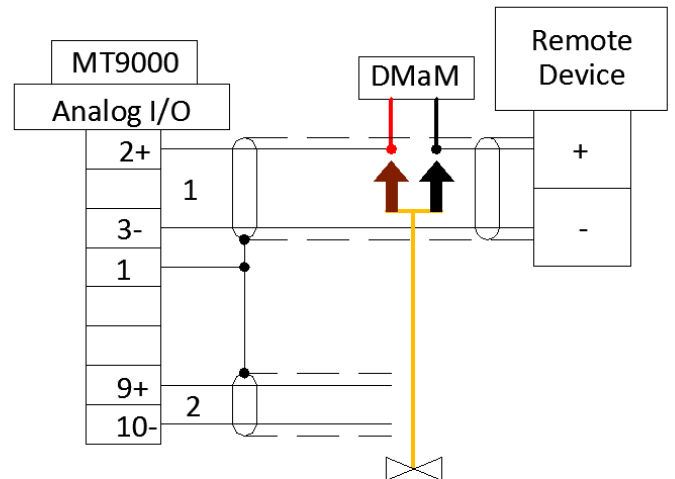 MT9000
Analog I/O
2+
1
3-
1
9+
2
10-
DMaM
Remote
Device
+
-